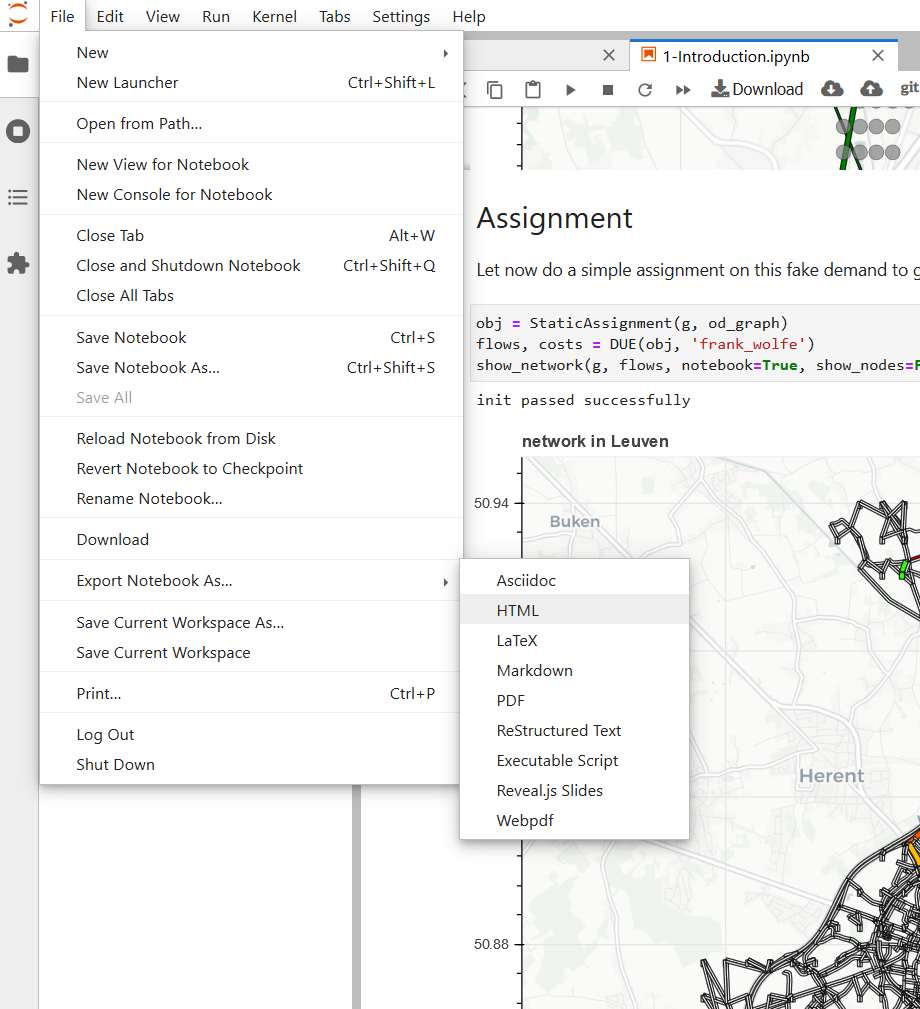 File Edit View Run Kernel Tabs Settings Help
New
New Launcher Ctrl+Shift+L
Open from Path...
New View for Notebook
New Console for Notebook
Close Tab Alt+W
Close and Shutdown Notebook Ctrl+Shift+Q
Close All Tabs
Save Notebook Ctrl+S
Save Notebook As... Ctrl+Shift+S
Save All
Reload Notebook from Disk
Revert Notebook to Checkpoint
Rename Notebook...
Download
Export Notebook As...
Save Current Workspace As...
Save Current Workspace
Print... Ctrl+P
Log Out
Shut Down
Asciidoc
HTML
LaTeX
Markdown
PDF
ReStructured Text
Executable Script
Reveal.js Slides
Webpdf
1-Introduction.ipynb
Download git
Assignment
Let now do a simple assignment on this fake demand to
obj = StaticAssignment(g, od_graph)
flows, costs = DUE(obj, 'frank_wolfe')
show_network(g, flows, notebook=True, show_nodes=
init passed successfully
network in Leuven
50.94
Buken
Herent
50.88